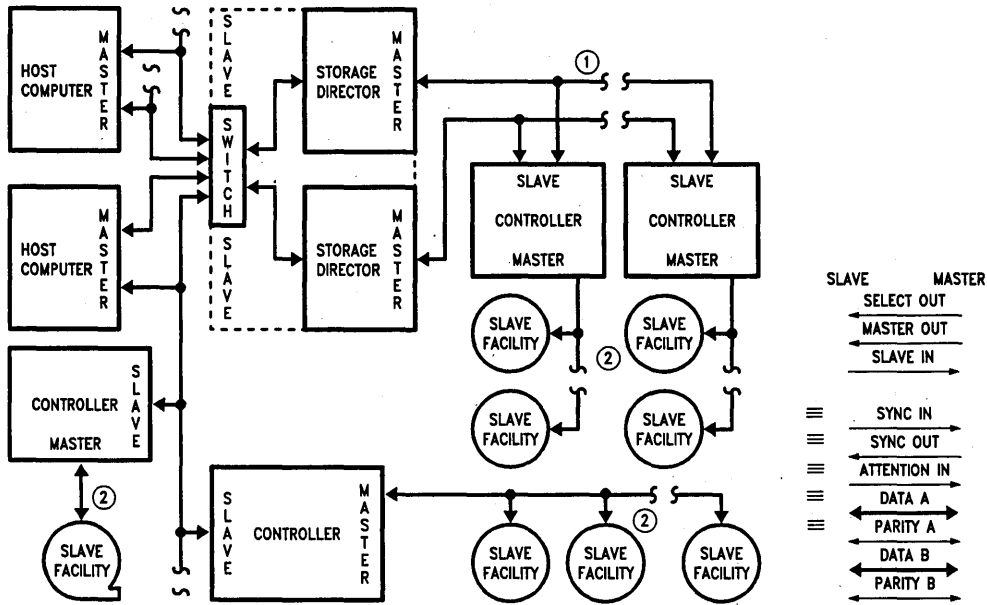 HOST
COMPUTER
MASTER
HOST
COMPUTER
MASTER
SLAVE
SWITCH
SLAVE
STORAGE
DIRECTOR
MASTER
STORAGE
DIRECTOR
MASTER
1
SLAVE
CONTROLLER
MASTER
SLAVE
CONTROLLER
MASTER
SLAVE
FACILITY
SLAVE
FACILITY
2
SLAVE
FACILITY
SLAVE
FACILITY
CONTROLLER
MASTER
SLAVE
2
SLAVE
FACILITY
SLAVE
CONTROLLER
MASTER
2
SLAVE
FACILITY
SLAVE
FACILITY
SLAVE
FACILITY
SLAVE MASTER
SELECT OUT
MASTER OUT
SLAVE IN
≡ SYNC IN
≡ SYNC OUT
≡ ATTENTION IN
≡ DATA A
≡ PARITY A
DATA B
PARITY B